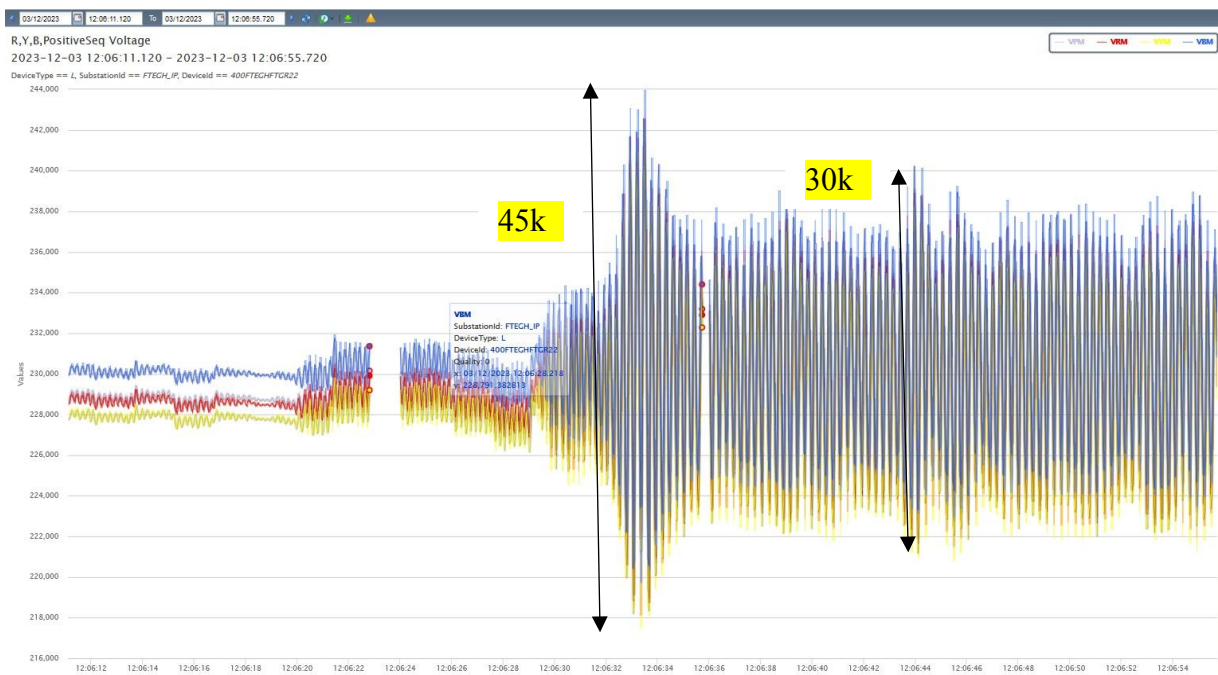 03/12/2023 12:06:11.120 To 03/12/2023 12:06:55.720
R,Y,B,PositiveSeq Voltage
2023-12-03 12:06:11.120 - 2023-12-03 12:06:55.720
DeviceType == L, SubstationId == FTEGH_IP, DeviceId == 400FTEGHFTGR22
VPM VRM VYM VBM
244,000
242,000
240,000
238,000
236,000
234,000
232,000
230,000
228,000
226,000
224,000
222,000
220,000
218,000
216,000
Values
45k
30k
VBM
SubstationId: FTEGH_IP
DeviceType: L
DeviceId: 400FTEGHFTGR22
Quality: 0
x: 03/12/2023 12:06:28.218
y: 228,791.382813
12:06:12 12:06:14 12:06:16 12:06:18 12:06:20 12:06:22 12:06:24 12:06:26 12:06:28 12:06:30 12:06:32 12:06:34 12:06:36 12:06:38 12:06:40 12:06:42 12:06:44 12:06:46 12:06:48 12:06:50 12:06:52 12:06:54